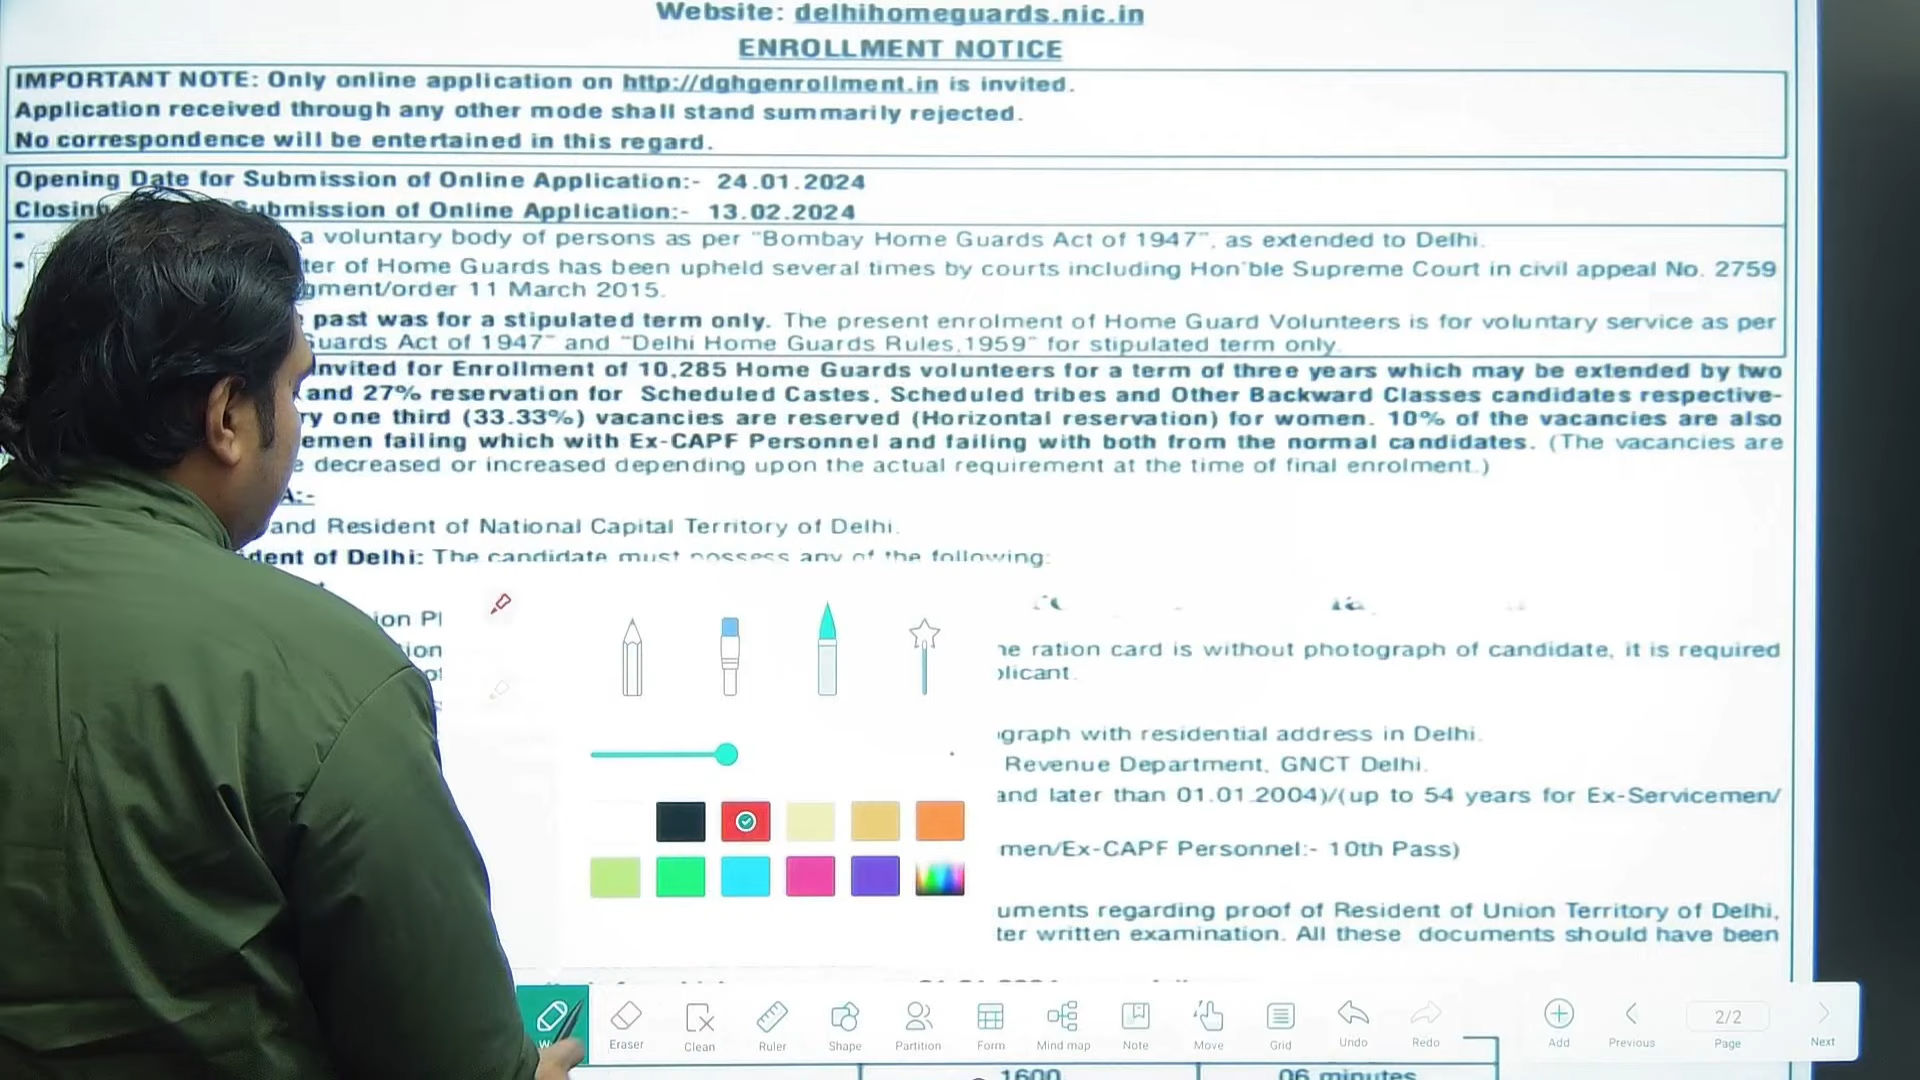 Website: delhihomeguards.nic.in
ENROLLMENT NOTICE
IMPORTANT NOTE: Only online application on http://dghgenrollment.in is invited.
Application received through any other mode shall stand summarily rejected.
No correspondence will be entertained in this regard.
Opening Date for Submission of Online Application:- 24.01.2024
Closing Submission of Online Application:- 13.02.2024
• a voluntary body of persons as per "Bombay Home Guards Act of 1947", as extended to Delhi.
• ter of Home Guards has been upheld several times by courts including Hon'ble Supreme Court in civil appeal No. 2759
gment/order 11 March 2015.
past was for a stipulated term only. The present enrolment of Home Guard Volunteers is for voluntary service as per
Guards Act of 1947" and "Delhi Home Guards Rules,1959" for stipulated term only.
invited for Enrollment of 10,285 Home Guards volunteers for a term of three years which may be extended by two
and 27% reservation for Scheduled Castes, Scheduled tribes and Other Backward Classes candidates respective-
ry one third (33.33%) vacancies are reserved (Horizontal reservation) for women. 10% of the vacancies are also
emen failing which with Ex-CAPF Personnel and failing with both from the normal candidates. (The vacancies are
e decreased or increased depending upon the actual requirement at the time of final enrolment.)
A:-
and Resident of National Capital Territory of Delhi.
dent of Delhi: The candidate must possess any of the following:
ion
ion
he ration card is without photograph of candidate, it is required
plicant.
graph with residential address in Delhi.
Revenue Department, GNCT Delhi.
and later than 01.01.2004)/(up to 54 years for Ex-Servicemen/
men/Ex-CAPF Personnel:- 10th Pass)
uments regarding proof of Resident of Union Territory of Delhi,
ter written examination. All these documents should have been
Eraser Clean Ruler Shape Partition Form Mind map Note Move Grid Undo Redo Add Previous 2/2 Page Next
1600 06 minutes